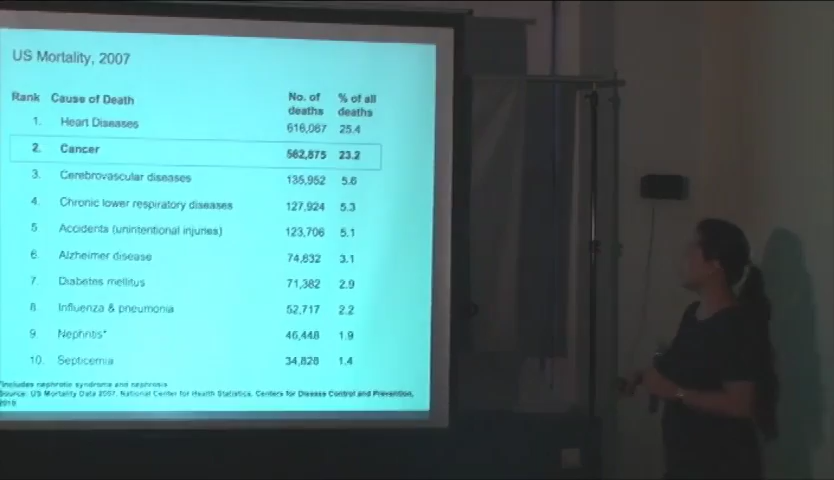 US Mortality, 2007
Rank Cause of Death No. of deaths % of all deaths
1. Heart Diseases 616,067 25.4
2. Cancer 562,875 23.2
3. Cerebrovascular diseases 135,952 5.6
4. Chronic lower respiratory diseases 127,924 5.3
5. Accidents (unintentional injuries) 123,706 5.1
6. Alzheimer disease 74,632 3.1
7. Diabetes mellitus 71,382 2.9
8. Influenza & pneumonia 52,717 2.2
9. Nephritis* 46,448 1.9
10. Septicemia 34,828 1.4
*Includes nephrotic syndrome and nephrosis
Source: US Mortality Data 2007, National Center for Health Statistics, Centers for Disease Control and Prevention,
2010